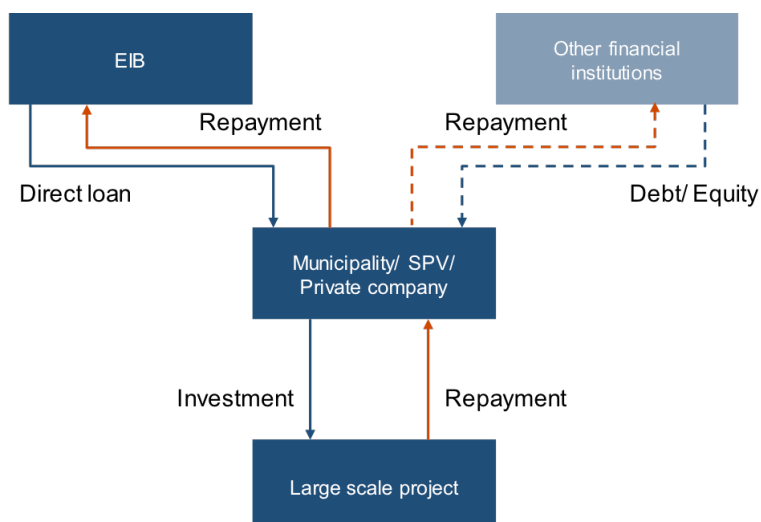 EIB
Other financial
institutions
Repayment
Repayment
Direct loan
Debt/ Equity
Municipality/ SPV/
Private company
Investment
Repayment
Large scale project